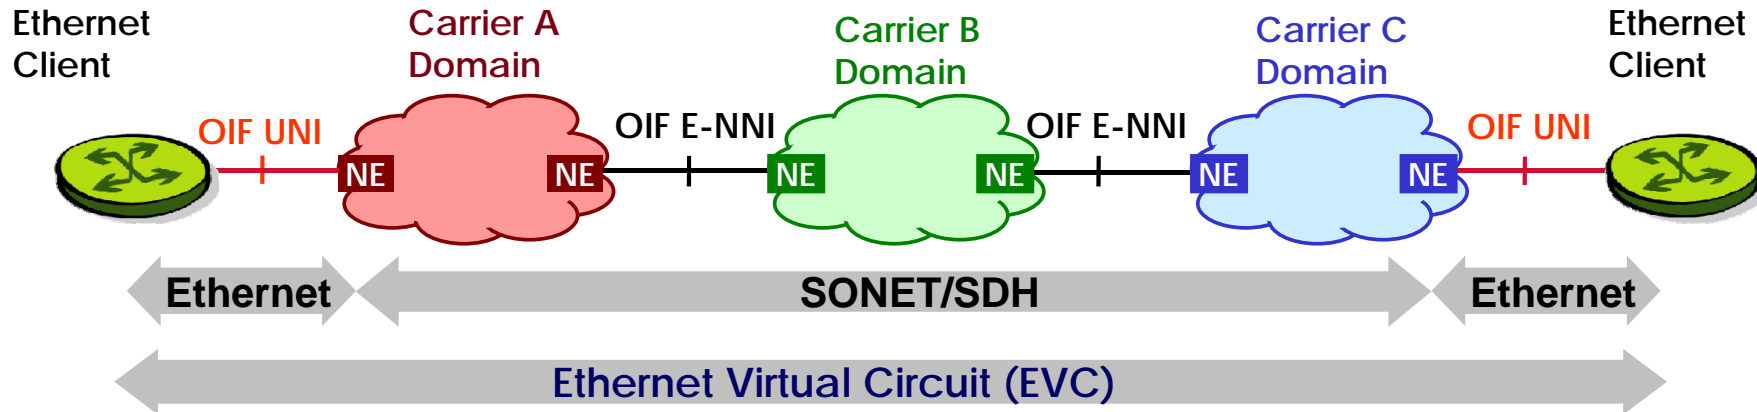 Ethernet
Client
Carrier A
Domain
Carrier B
Domain
Carrier C
Domain
Ethernet
Client
OIF UNI
OIF E-NNI
OIF E-NNI
OIF UNI
NE
NE
NE
NE
NE
NE
Ethernet
SONET/SDH
Ethernet
Ethernet Virtual Circuit (EVC)